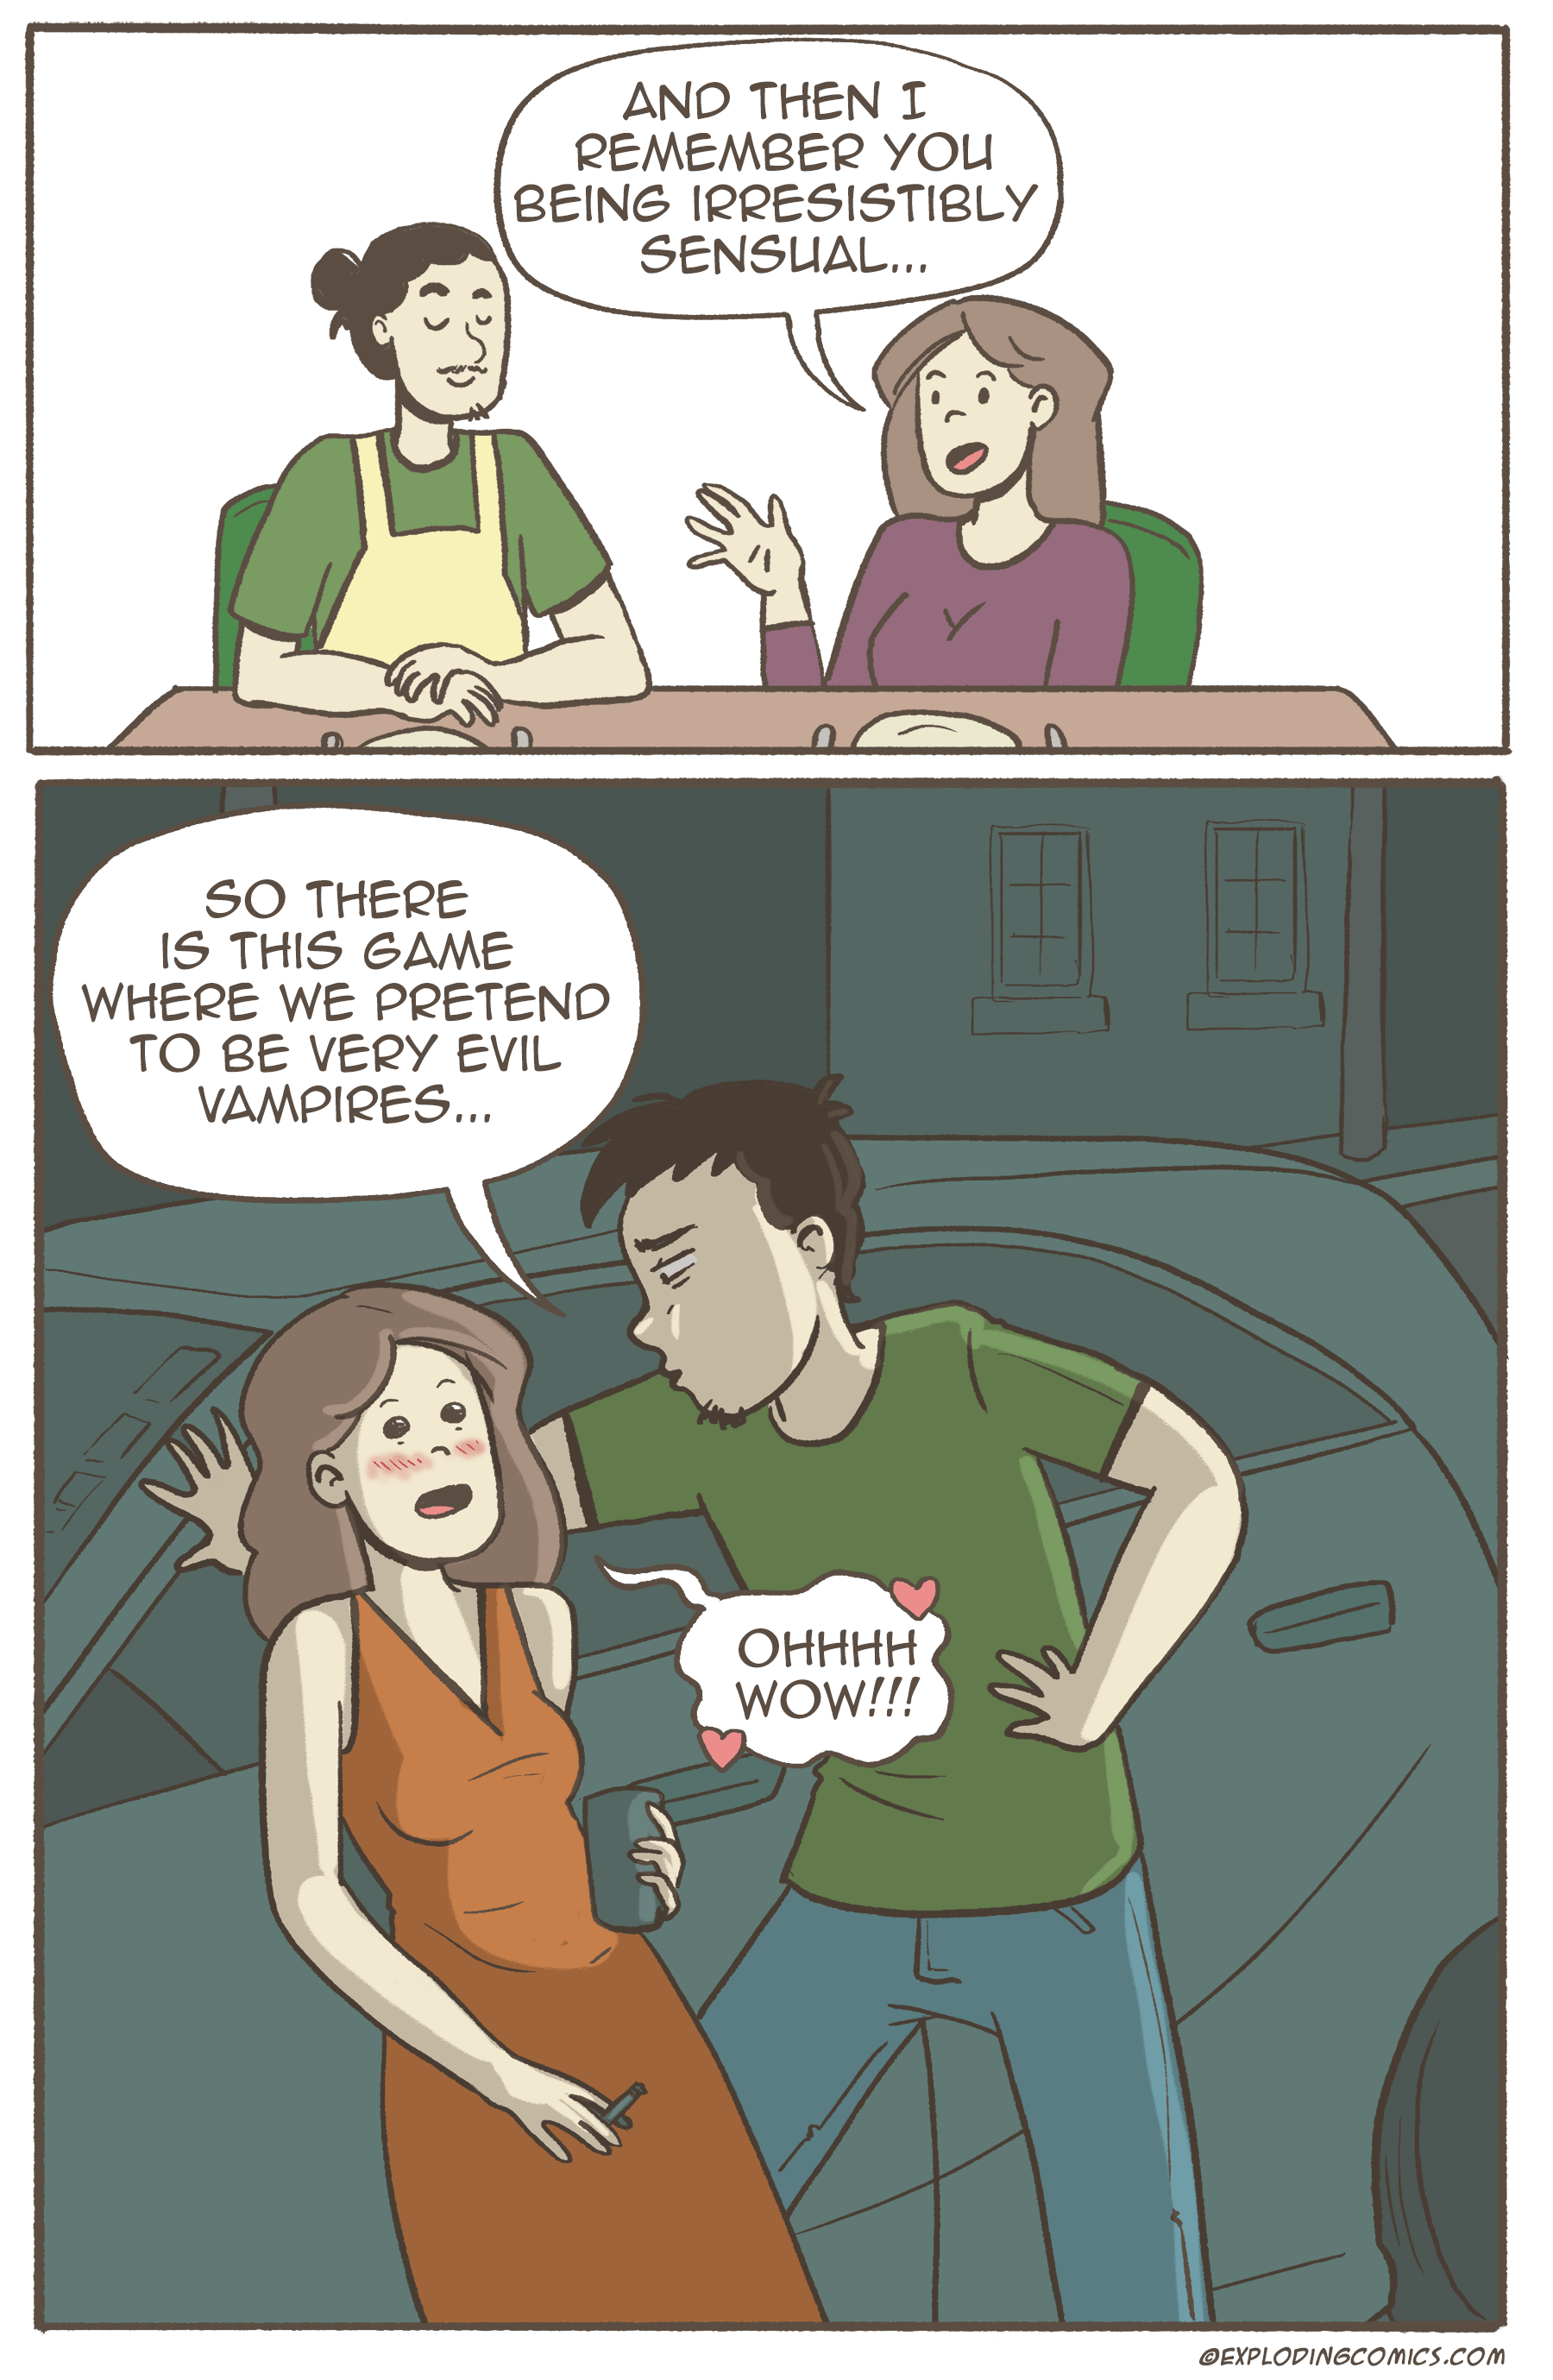 AND THEN I
REMEMBER YOU
BEING IRRESISTIBLY
SENSUAL...
SO THERE
IS THIS GAME
WHERE WE PRETEND
TO BE VERY EVIL
VAMPIRES...
OHHHH
WOW!!!
©EXPLODINGCOMICS.COM